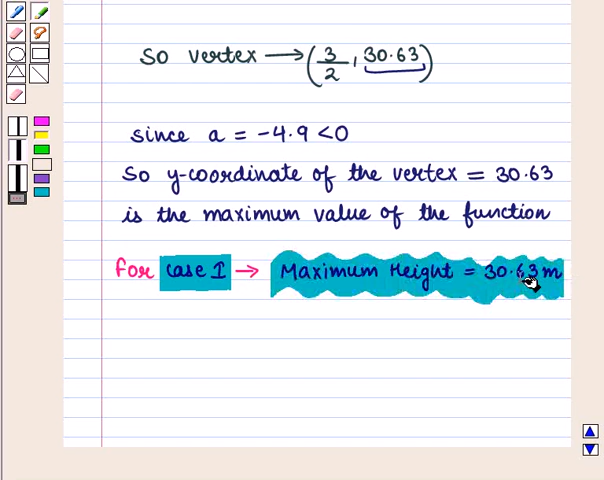 So vertex → (3/2, 30.63)
since a = -4.9 <0
So y-coordinate of the vertex = 30.63
is the maximum value of the function
For case I → Maximum Height = 30.63m